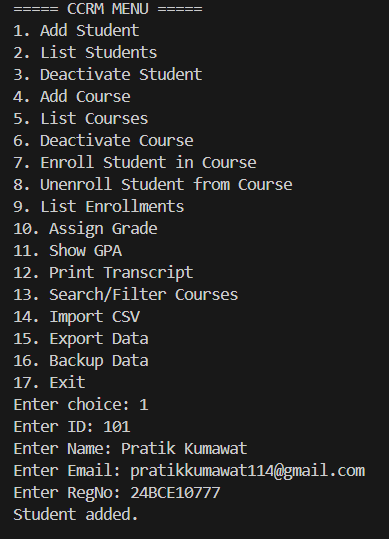 ===== CCRM MENU =====
1. Add Student
2. List Students
3. Deactivate Student
4. Add Course
5. List Courses
6. Deactivate Course
7. Enroll Student in Course
8. Unenroll Student from Course
9. List Enrollments
10. Assign Grade
11. Show GPA
12. Print Transcript
13. Search/Filter Courses
14. Import CSV
15. Export Data
16. Backup Data
17. Exit
Enter choice: 1
Enter ID: 101
Enter Name: Pratik Kumawat
Enter Email: pratikkumawat114@gmail.com
Enter RegNo: 24BCE10777
Student added.